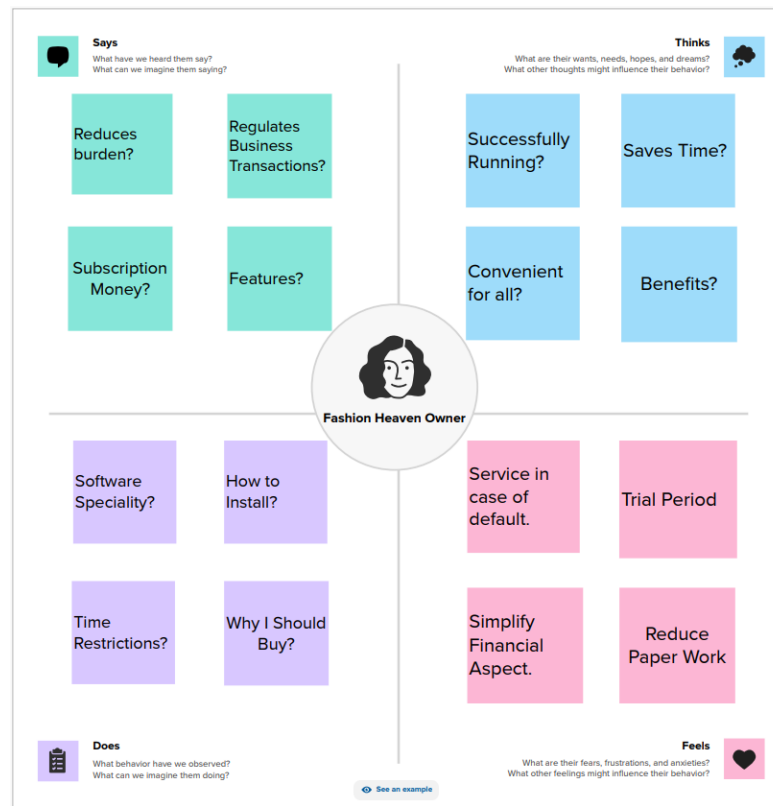 Says
What have we heard them say?
What can we imagine them saying?
Thinks
What are their wants, needs, hopes, and dreams?
What other thoughts might influence their behavior?
Reduces
burden?
Regulates
Business
Transactions?
Subscription
Money?
Features?
Successfully
Running?
Saves Time?
Convenient
for all?
Benefits?
Fashion Heaven Owner
Software
Speciality?
How to
Install?
Time
Restrictions?
Why I Should
Buy?
Service in
case of
default.
Trial Period
Simplify
Financial
Aspect.
Reduce
Paper Work
Does
What behavior have we observed?
What can we imagine them doing?
See an example
Feels
What are their fears, frustrations, and anxieties?
What other feelings might influence their behavior?